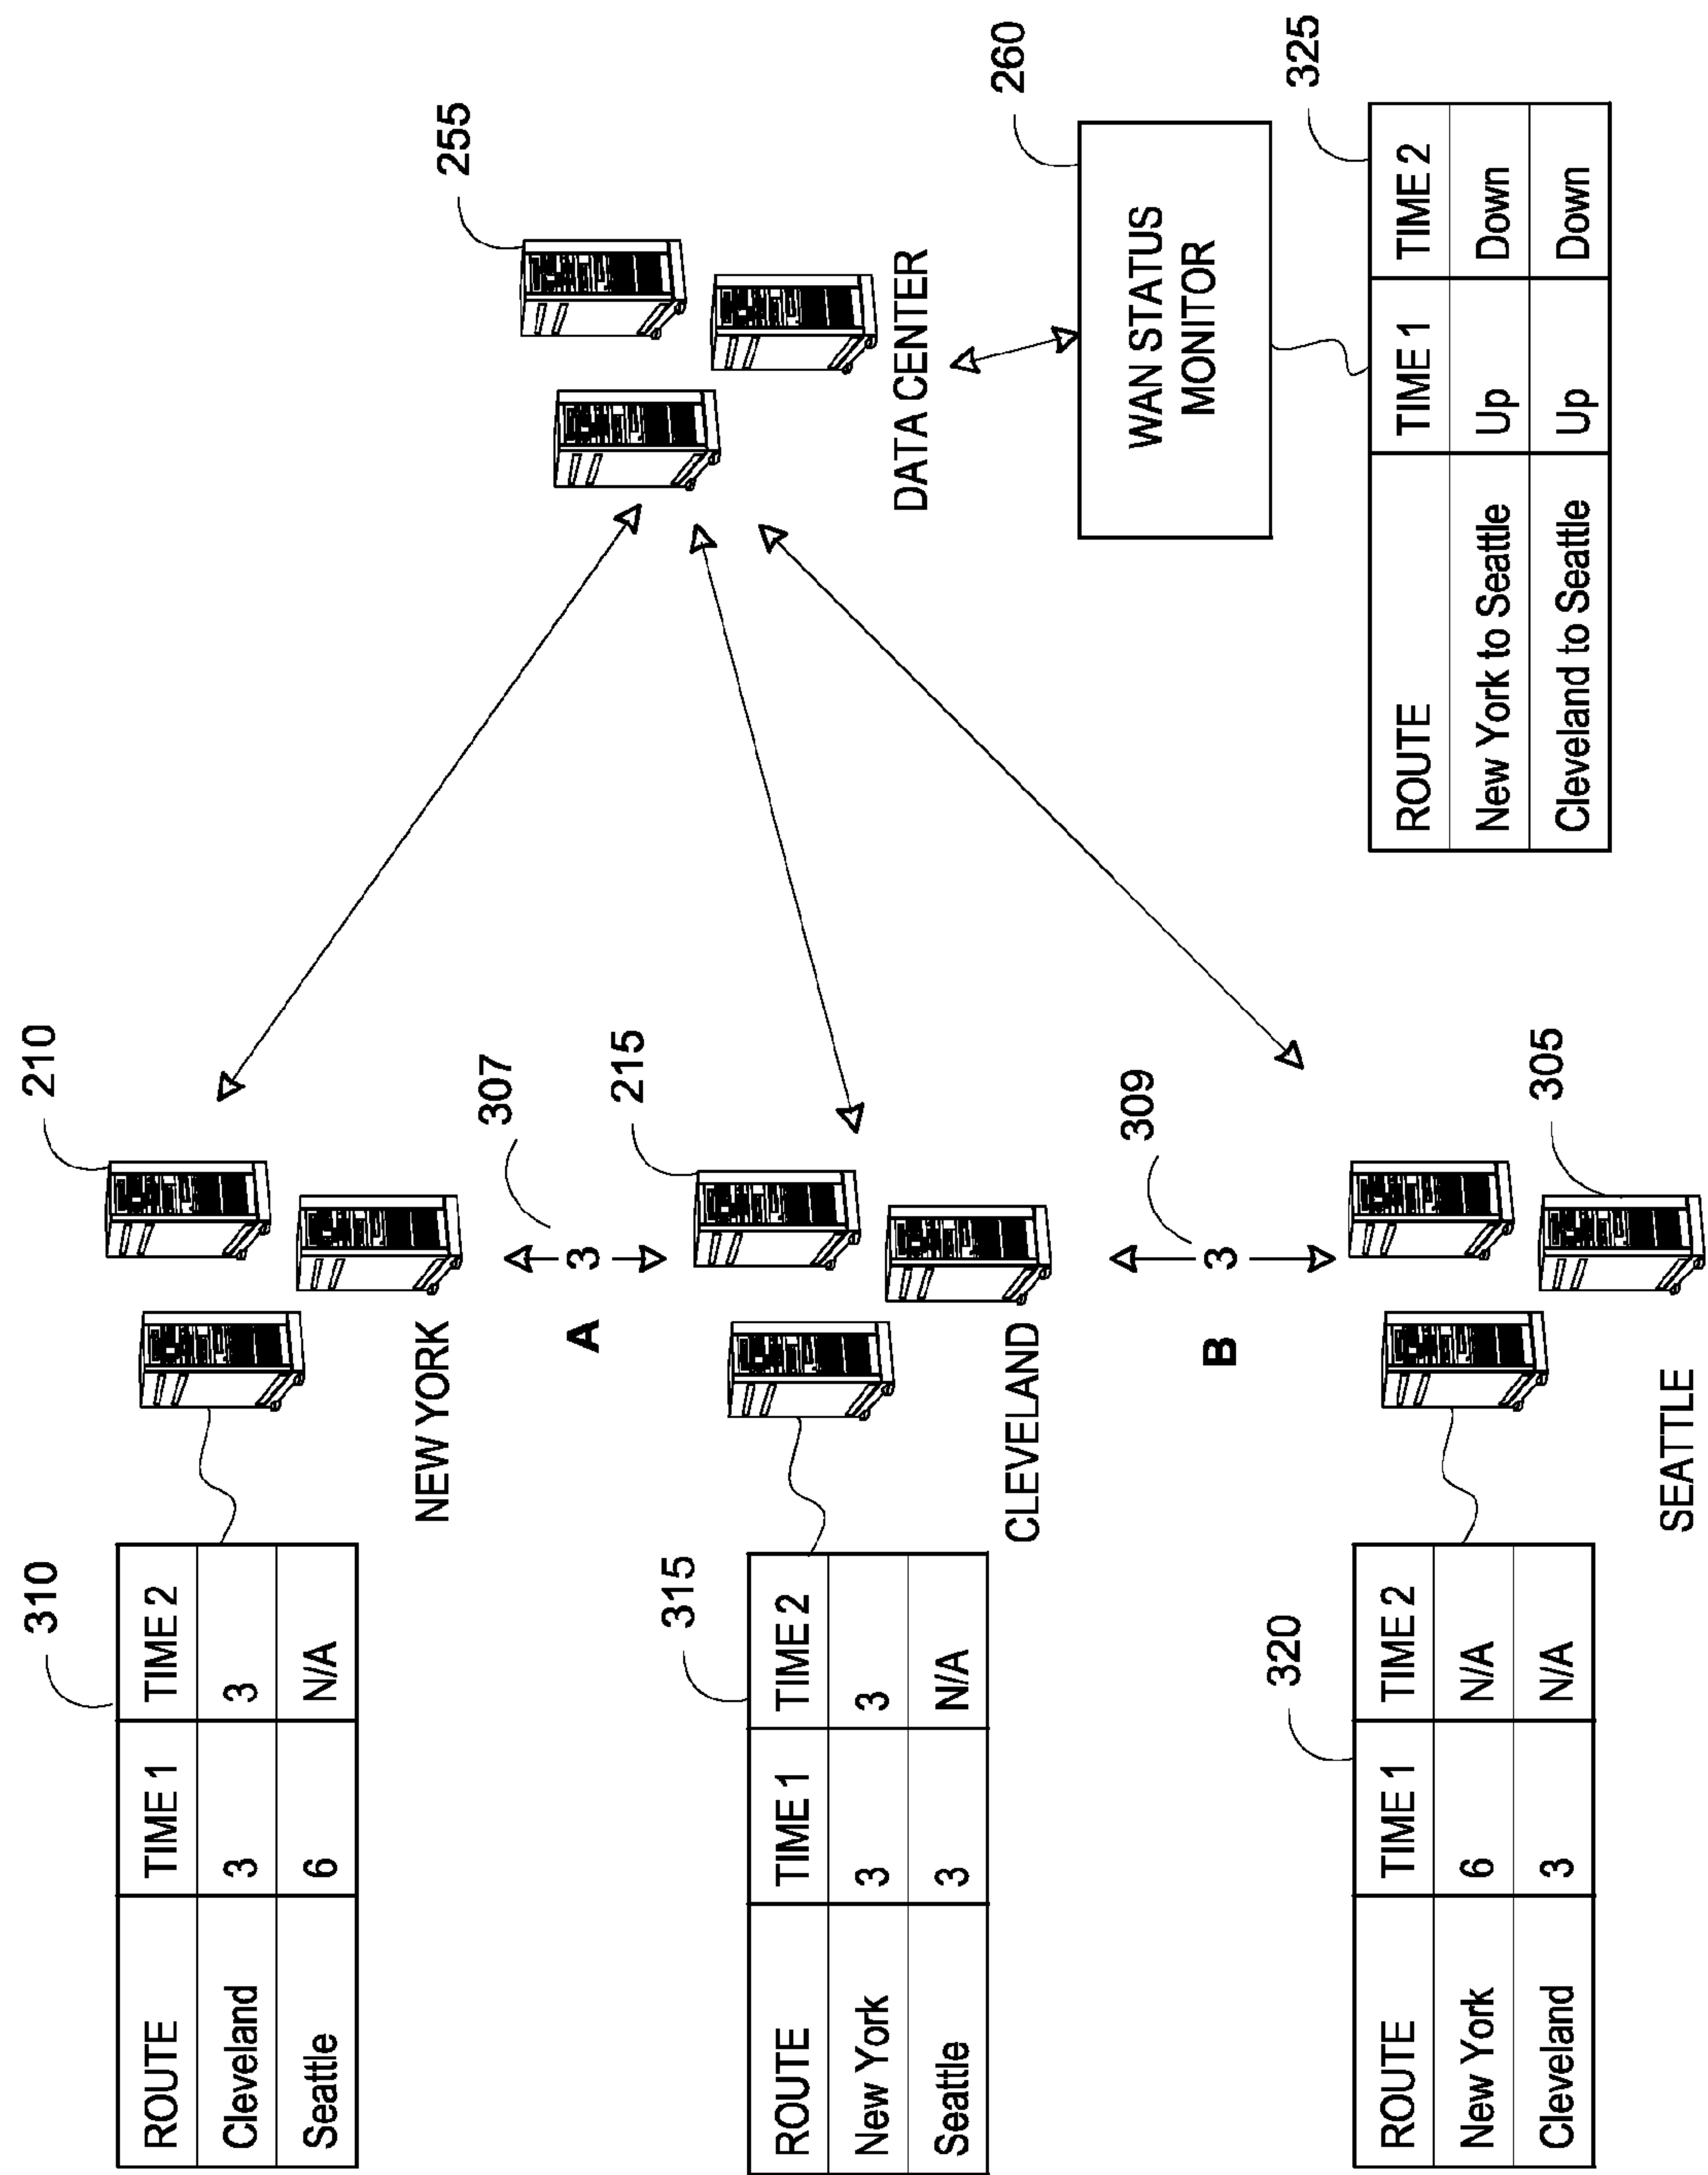 310
ROUTE TIME 1 TIME 2
Cleveland 3 3
Seattle 6 N/A
210
NEW YORK
307
A
3
315
ROUTE TIME 1 TIME 2
New York 3 3
Seattle 3 N/A
215
CLEVELAND
309
B
3
320
ROUTE TIME 1 TIME 2
New York 6 N/A
Cleveland 3 N/A
305
SEATTLE
255
DATA CENTER
260
WAN STATUS
MONITOR
325
ROUTE TIME 1 TIME 2
New York to Seattle Up Down
Cleveland to Seattle Up Down